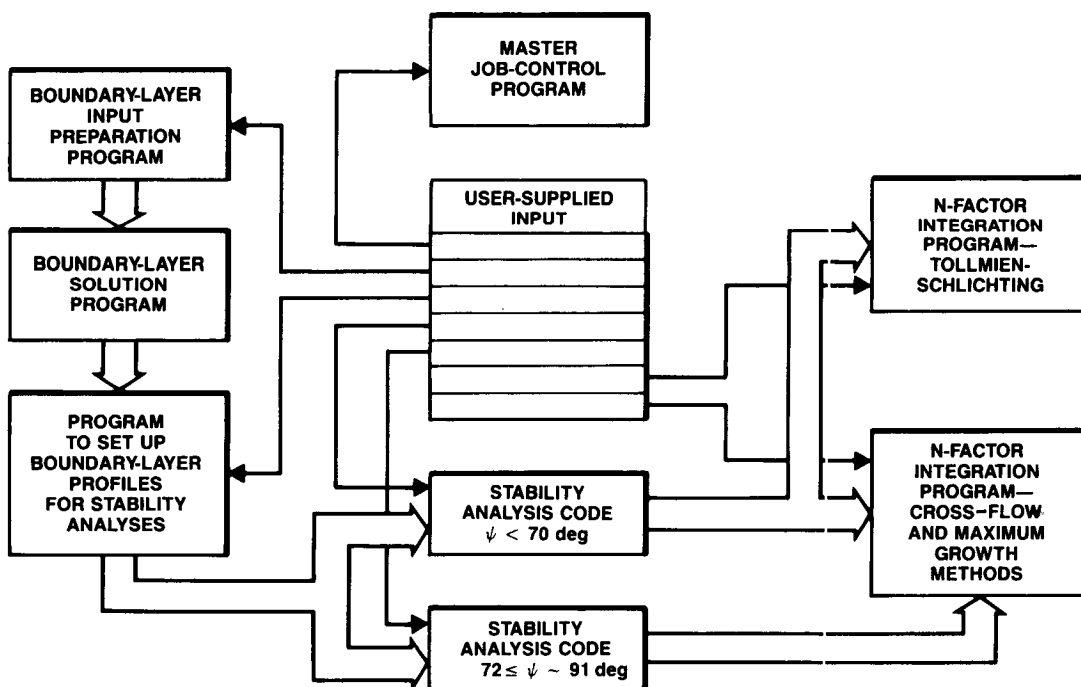 MASTER
JOB-CONTROL
PROGRAM
BOUNDARY-LAYER
INPUT
PREPARATION
PROGRAM
USER-SUPPLIED
INPUT
N-FACTOR
INTEGRATION
PROGRAM—
TOLLMIEN-
SCHLICHTING
BOUNDARY-LAYER
SOLUTION
PROGRAM
PROGRAM
TO SET UP
BOUNDARY-LAYER
PROFILES
FOR STABILITY
ANALYSES
N-FACTOR
INTEGRATION
PROGRAM—
CROSS-FLOW
AND MAXIMUM
GROWTH
METHODS
STABILITY
ANALYSIS CODE
ψ < 70 deg
STABILITY
ANALYSIS CODE
72 ≤ ψ ~ 91 deg